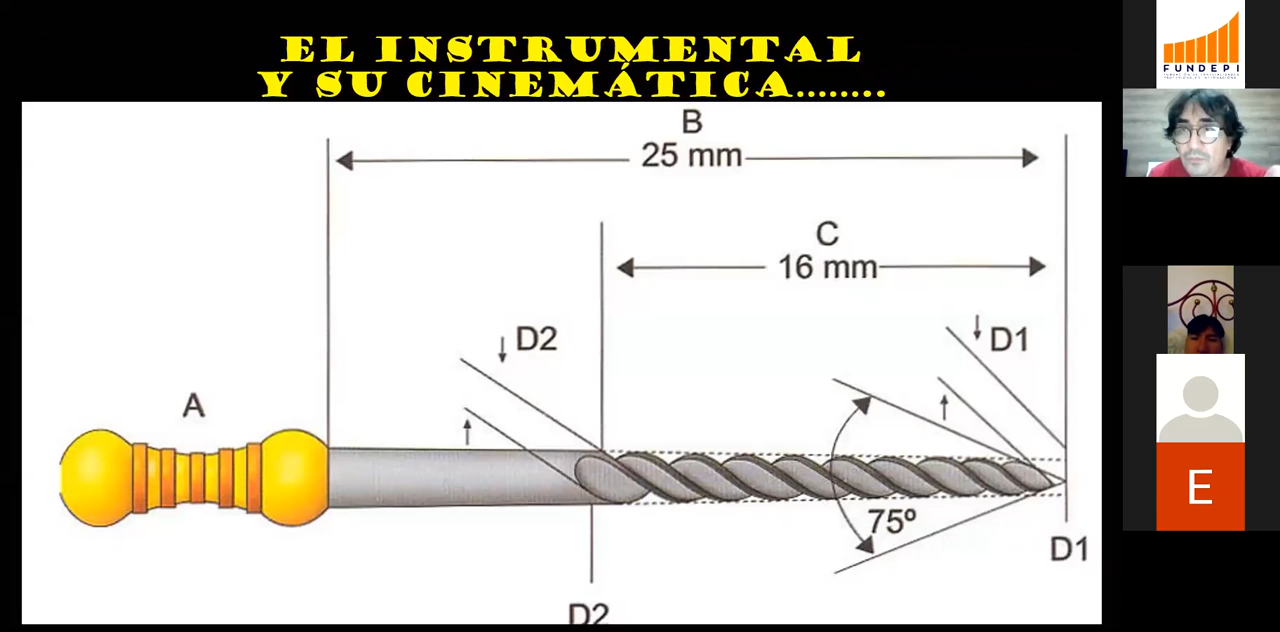 EL INSTRUMENTAL
Y SU CINEMÁTICA........
B
25 mm
C
16 mm
D2
D1
A
75º
D1
D2
FUNDEPI
E